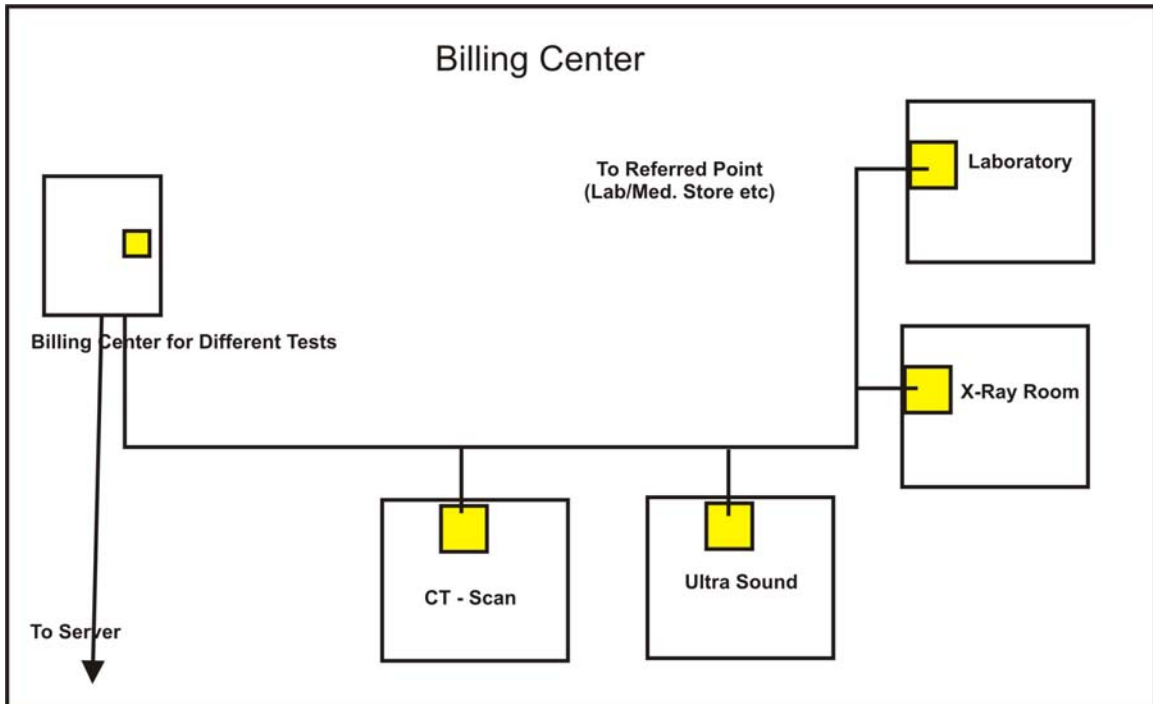 Billing Center
To Referred Point
(Lab/Med. Store etc)
Laboratory
Billing Center for Different Tests
X-Ray Room
CT - Scan
Ultra Sound
To Server